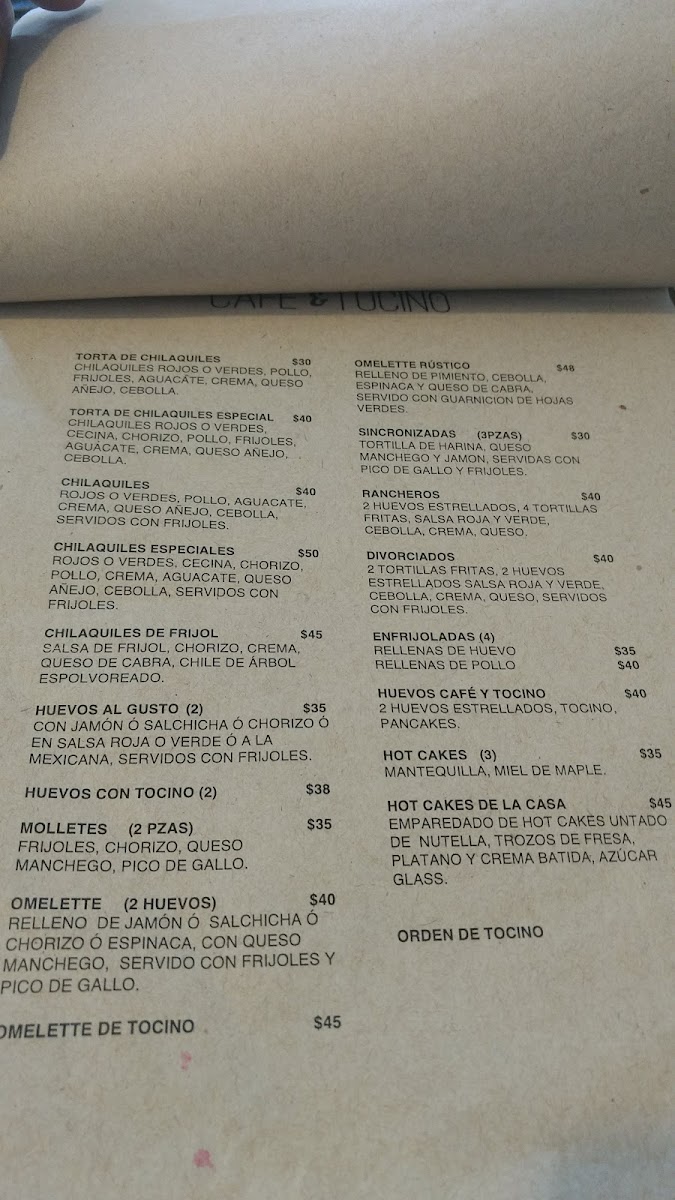 CAFE & TOCINO
TORTA DE CHILAQUILES $30
CHILAQUILES ROJOS O VERDES, POLLO,
FRIJOLES, AGUACATE, CREMA, QUESO
AÑEJO, CEBOLLA.
TORTA DE CHILAQUILES ESPECIAL $40
CHILAQUILES ROJOS O VERDES,
CECINA, CHORIZO, POLLO, FRIJOLES,
AGUACATE, CREMA, QUESO AÑEJO,
CEBOLLA.
CHILAQUILES $40
ROJOS O VERDES, POLLO, AGUACATE,
CREMA, QUESO AÑEJO, CEBOLLA,
SERVIDOS CON FRIJOLES.
CHILAQUILES ESPECIALES $50
ROJOS O VERDES, CECINA, CHORIZO,
POLLO, CREMA, AGUACATE, QUESO
AÑEJO, CEBOLLA, SERVIDOS CON
FRIJOLES.
CHILAQUILES DE FRIJOL $45
SALSA DE FRIJOL, CHORIZO, CREMA,
QUESO DE CABRA, CHILE DE ÁRBOL
ESPOLVOREADO.
HUEVOS AL GUSTO (2) $35
CON JAMÓN Ó SALCHICHA Ó CHORIZO Ó
EN SALSA ROJA O VERDE Ó A LA
MEXICANA, SERVIDOS CON FRIJOLES.
HUEVOS CON TOCINO (2) $38
MOLLETES (2 PZAS) $35
FRIJOLES, CHORIZO, QUESO
MANCHEGO, PICO DE GALLO.
OMELETTE (2 HUEVOS) $40
RELLENO DE JAMÓN Ó SALCHICHA Ó
CHORIZO Ó ESPINACA, CON QUESO
MANCHEGO, SERVIDO CON FRIJOLES Y
PICO DE GALLO.
OMELETTE DE TOCINO $45
OMELETTE RÚSTICO $48
RELLENO DE PIMIENTO, CEBOLLA,
ESPINACA Y QUESO DE CABRA,
SERVIDO CON GUARNICION DE HOJAS
VERDES.
SINCRONIZADAS (3PZAS) $30
TORTILLA DE HARINA, QUESO
MANCHEGO Y JAMON, SERVIDAS CON
PICO DE GALLO Y FRIJOLES.
RANCHEROS $40
2 HUEVOS ESTRELLADOS, 4 TORTILLAS
FRITAS, SALSA ROJA Y VERDE,
CEBOLLA, CREMA, QUESO.
DIVORCIADOS $40
2 TORTILLAS FRITAS, 2 HUEVOS
ESTRELLADOS SALSA ROJA Y VERDE,
CEBOLLA, CREMA, QUESO, SERVIDOS
CON FRIJOLES.
ENFRIJOLADAS (4)
RELLENAS DE HUEVO $35
RELLENAS DE POLLO $40
HUEVOS CAFÉ Y TOCINO $40
2 HUEVOS ESTRELLADOS, TOCINO,
PANCAKES.
HOT CAKES (3) $35
MANTEQUILLA, MIEL DE MAPLE.
HOT CAKES DE LA CASA $45
EMPAREDADO DE HOT CAKES UNTADO
DE NUTELLA, TROZOS DE FRESA,
PLATANO Y CREMA BATIDA, AZÚCAR
GLASS.
ORDEN DE TOCINO